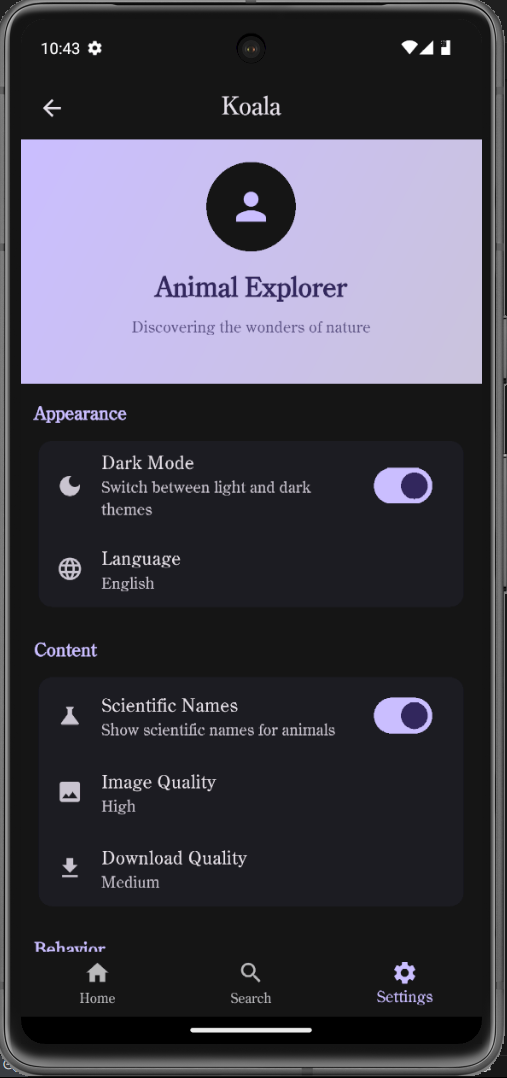 10:43
Koala
Animal Explorer
Discovering the wonders of nature
Appearance
Dark Mode
Switch between light and dark
themes
Language
English
Content
Scientific Names
Show scientific names for animals
Image Quality
High
Download Quality
Medium
Behavior
Home
Search
Settings